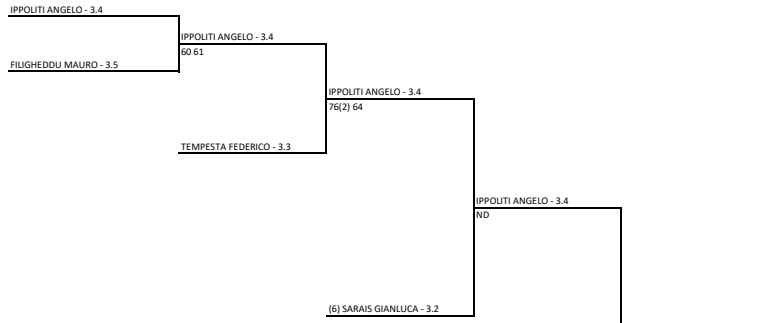 IPPOLITI ANGELO - 3.4
IPPOLITI ANGELO - 3.4
60 61
FILIGHEDDU MAURO - 3.5
IPPOLITI ANGELO - 3.4
76(2) 64
TEMPESTA FEDERICO - 3.3
IPPOLITI ANGELO - 3.4
ND
(6) SARAIS GIANLUCA - 3.2